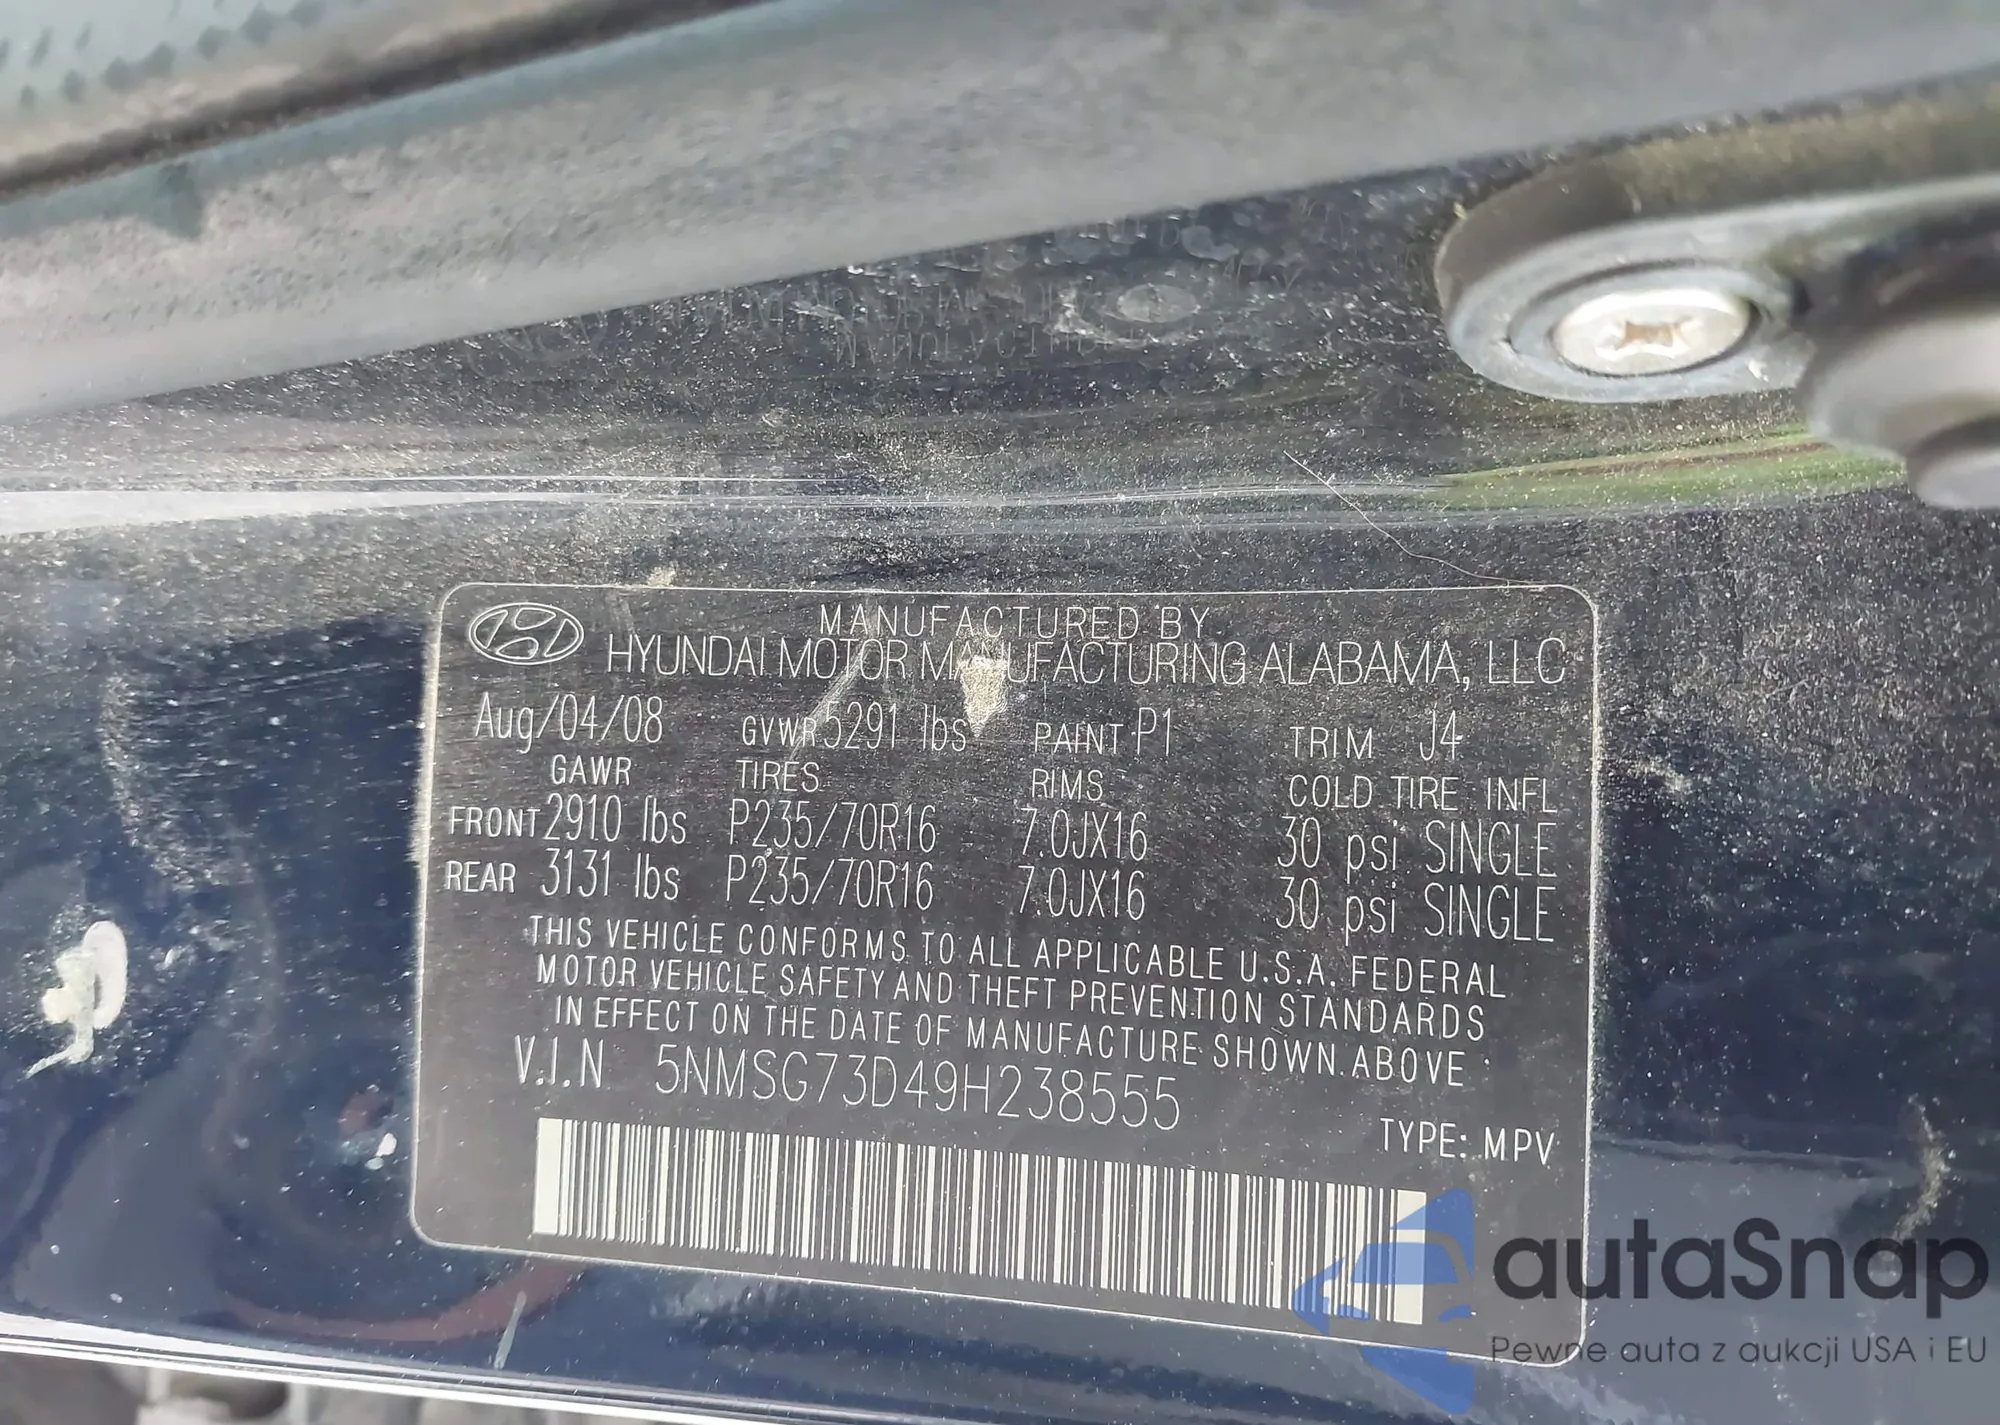 MANUFACTURED BY
HYUNDAI MOTOR MANUFACTURING ALABAMA, LLC
Aug/04/08 GVWR 5291 lbs PAINT P1 TRIM J4
GAWR TIRES RIMS COLD TIRE INFL
FRONT 2910 lbs P235/70R16 7.0JX16 30 psi SINGLE
REAR 3131 lbs P235/70R16 7.0JX16 30 psi SINGLE
THIS VEHICLE CONFORMS TO ALL APPLICABLE U.S.A. FEDERAL
MOTOR VEHICLE SAFETY AND THEFT PREVENTION STANDARDS
IN EFFECT ON THE DATE OF MANUFACTURE SHOWN ABOVE
V.I.N 5NMSG73D49H238555
TYPE: MPV
autaSnap
Pewne auta z aukcji USA i EU